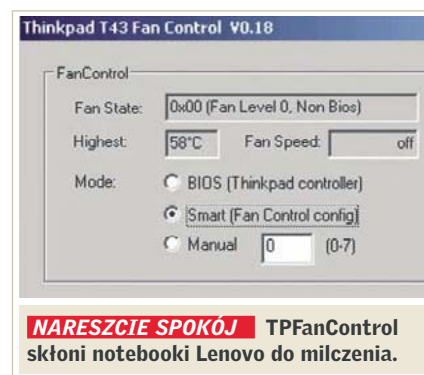 Thinkpad T43 Fan Control V0.18
FanControl
Fan State: 0x00 (Fan Level 0, Non Bios)
Highest: 58°C Fan Speed: off
Mode: BIOS (Thinkpad controller)
Smart (Fan Control config)
Manual 0 (0-7)
NARESZCIE SPOKÓJ TPFanControl
skłoni notebooki Lenovo do milczenia.